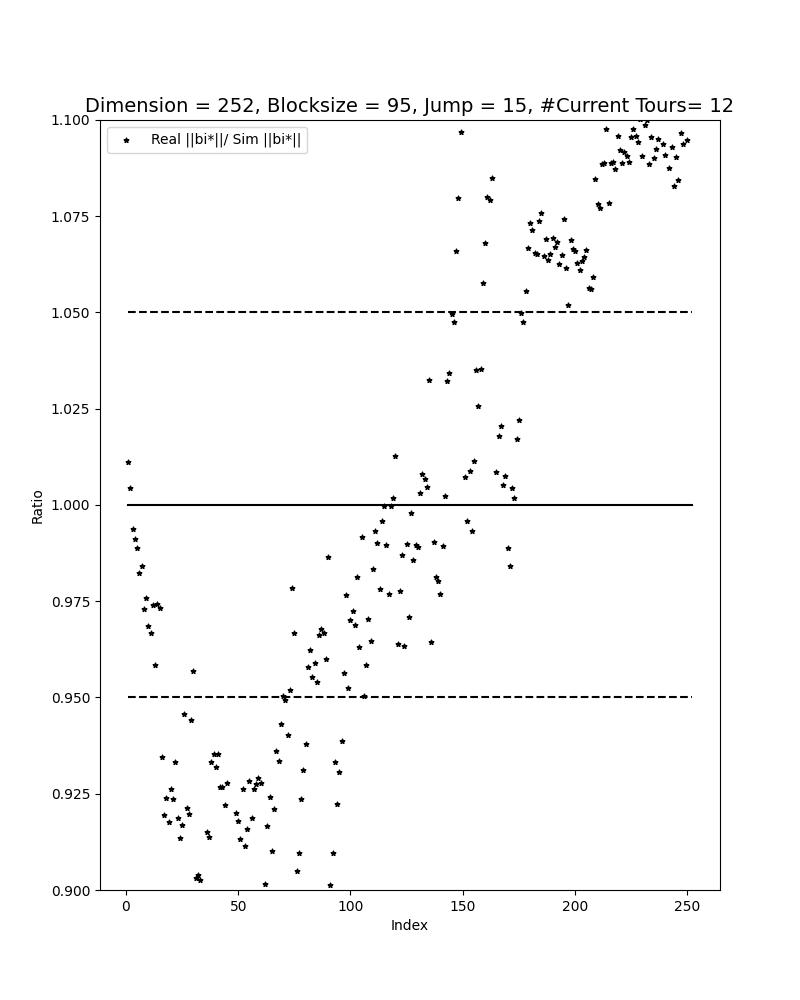 Dimension = 252, Blocksize = 95, Jump = 15, #Current Tours= 12
Real ||bi*||/ Sim ||bi*||
1.100
1.075
1.050
1.025
1.000
0.975
0.950
0.925
0.900
Ratio
0 50 100 150 200 250
Index